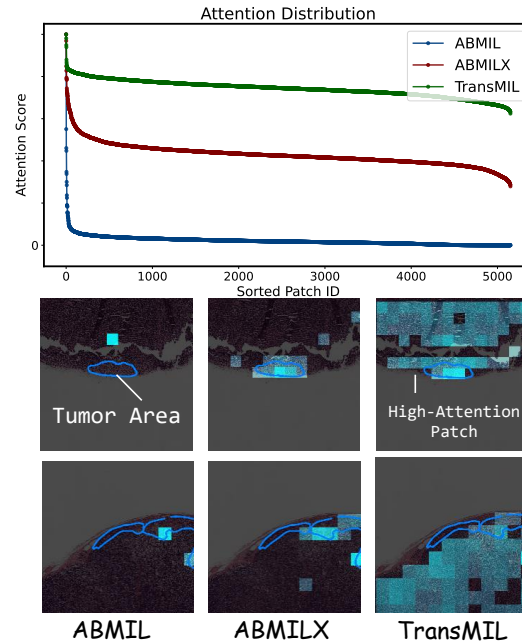 Attention Distribution
ABMIL
ABMILX
TransMIL
Attention Score
0
0
1000
2000
3000
4000
5000
Sorted Patch ID
Tumor Area
High-Attention
Patch
ABMIL
ABMILX
TransMIL